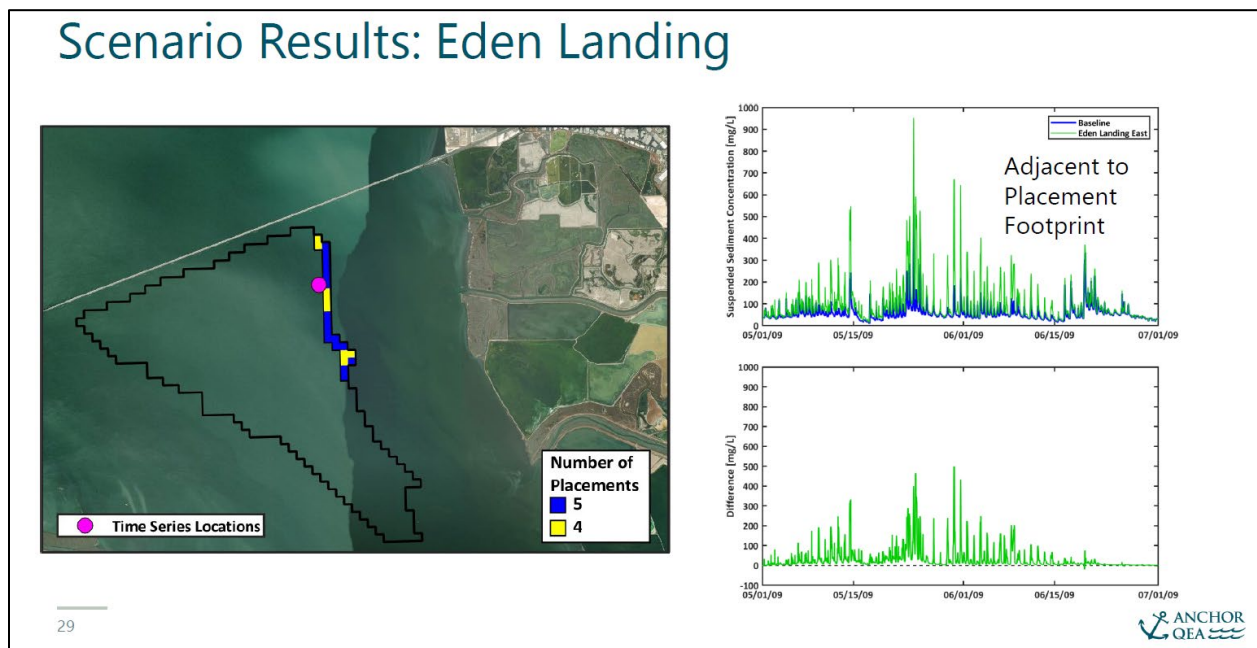 Scenario Results: Eden Landing
Time Series Locations
Number of
Placements
5
4
Suspended Sediment Concentration [mg/L]
1000
900
800
700
600
500
400
300
200
100
0
05/01/09 05/15/09 06/01/09 06/15/09 07/01/09
Baseline
Eden Landing East
Adjacent to
Placement
Footprint
Difference [mg/L]
1000
900
800
700
600
500
400
300
200
100
0
-100
05/01/09 05/15/09 06/01/09 06/15/09 07/01/09
29
ANCHOR
QEA